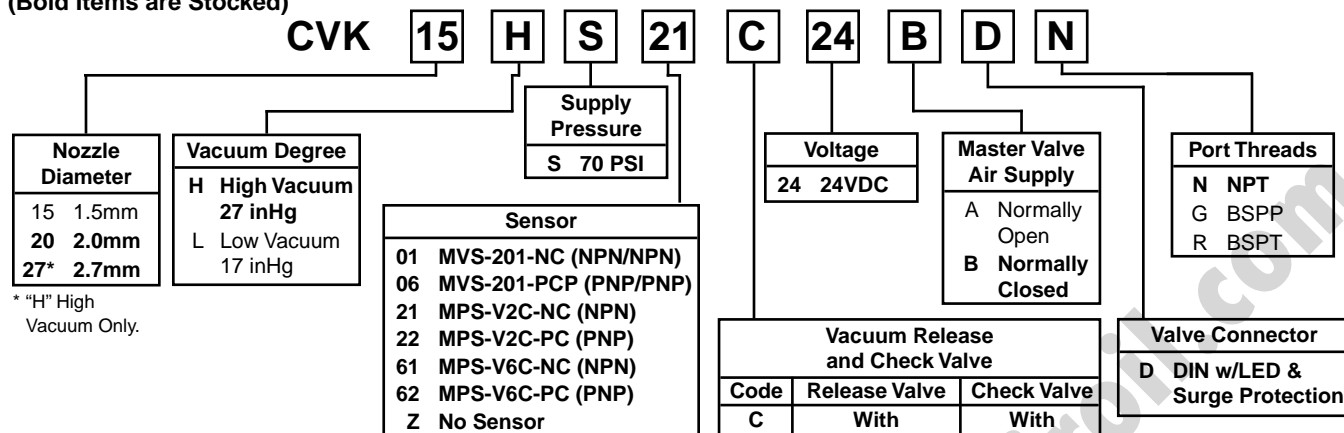 (Bold Items are Stocked)
CVK 15 H S 21 C 24 B D N
Nozzle
Diameter
15 1.5mm
20 2.0mm
27* 2.7mm
* "H" High
Vacuum Only.
Vacuum Degree
H High Vacuum
27 inHg
L Low Vacuum
17 inHg
Supply
Pressure
S 70 PSI
Sensor
01 MVS-201-NC (NPN/NPN)
06 MVS-201-PCP (PNP/PNP)
21 MPS-V2C-NC (NPN)
22 MPS-V2C-PC (PNP)
61 MPS-V6C-NC (NPN)
62 MPS-V6C-PC (PNP)
Z No Sensor
Voltage
24 24VDC
Master Valve
Air Supply
A Normally
Open
B Normally
Closed
Vacuum Release
and Check Valve
Code Release Valve Check Valve
C With With
Port Threads
N NPT
G BSPP
R BSPT
Valve Connector
D DIN w/LED &
Surge Protection